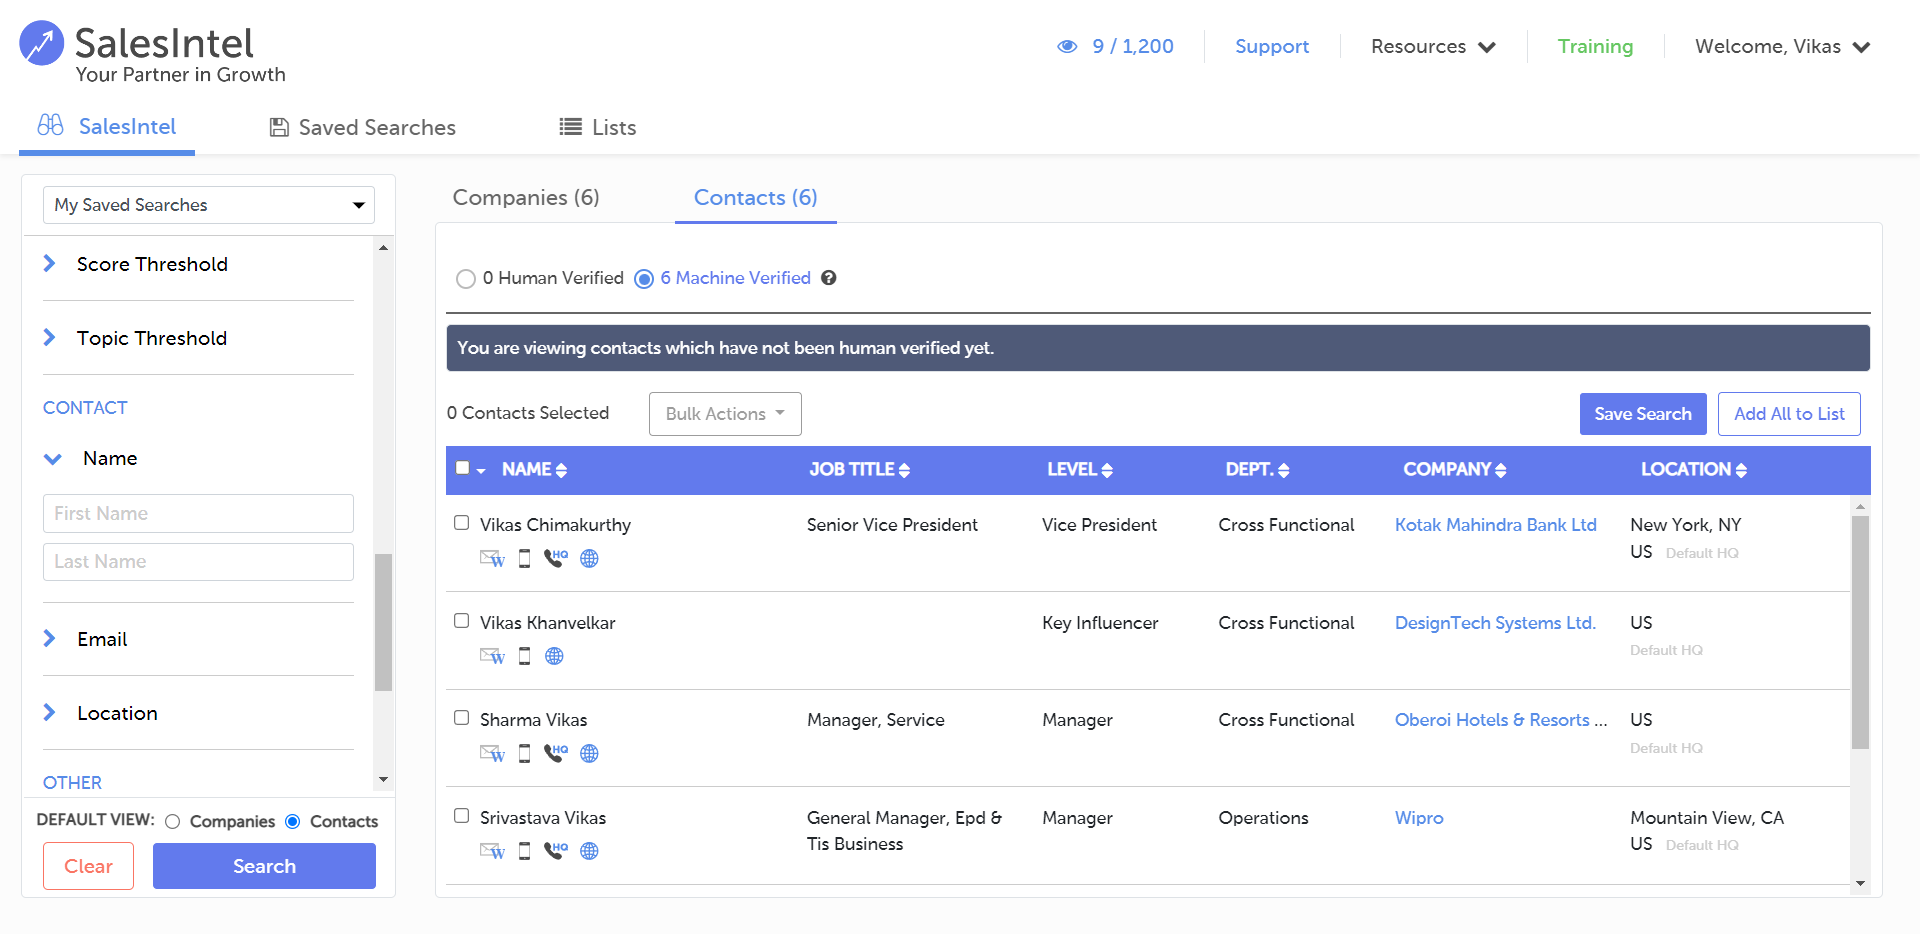 SalesIntel
Your Partner in Growth
9 / 1,200
Support
Resources
Training
Welcome, Vikas
SalesIntel
Saved Searches
Lists
My Saved Searches
Score Threshold
Topic Threshold
CONTACT
Name
First Name
Last Name
Email
Location
OTHER
DEFAULT VIEW: Companies Contacts
Clear
Search
Companies (6)
Contacts (6)
0 Human Verified 6 Machine Verified ?
You are viewing contacts which have not been human verified yet.
0 Contacts Selected
Bulk Actions
Save Search
Add All to List
NAME JOB TITLE LEVEL DEPT. COMPANY LOCATION
Vikas Chimakurthy Senior Vice President Vice President Cross Functional Kotak Mahindra Bank Ltd New York, NY
W HQ US Default HQ
Vikas Khanvelkar Key Influencer Cross Functional DesignTech Systems Ltd. US
W Default HQ
Sharma Vikas Manager, Service Manager Cross Functional Oberoi Hotels & Resorts ... US
W HQ Default HQ
Srivastava Vikas General Manager, Epd & Manager Operations Wipro Mountain View, CA
W HQ Tis Business US Default HQ